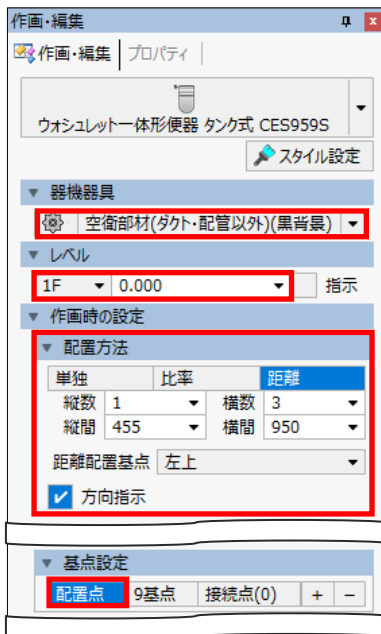 作画・編集
作画・編集 プロパティ
ウォシュレット一体形便器 タンク式 CES959S
スタイル設定
器機器具
空衛部材(ダクト・配管以外)(黒背景)
レベル
1F 0.000 指示
作画時の設定
配置方法
単独 比率 距離
縦数 1 横数 3
縦間 455 横間 950
距離配置基点 左上
方向指示
基点設定
配置点 9基点 接続点(0) + −